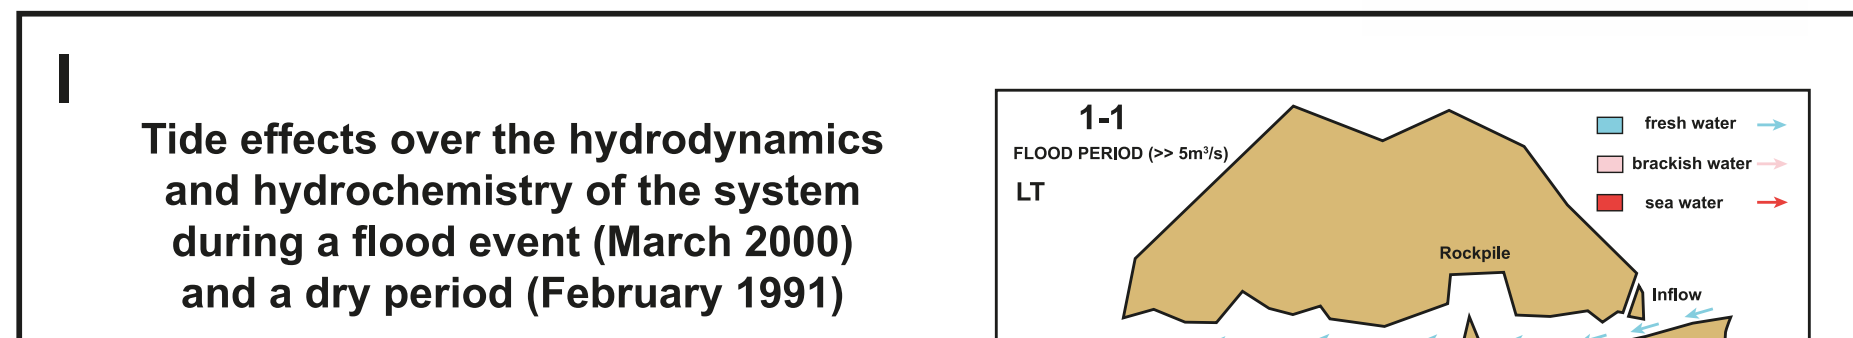 I
Tide effects over the hydrodynamics
and hydrochemistry of the system
during a flood event (March 2000)
and a dry period (February 1991)
1-1
FLOOD PERIOD (>> 5m³/s)
LT
fresh water
brackish water
sea water
Rockpile
Inflow